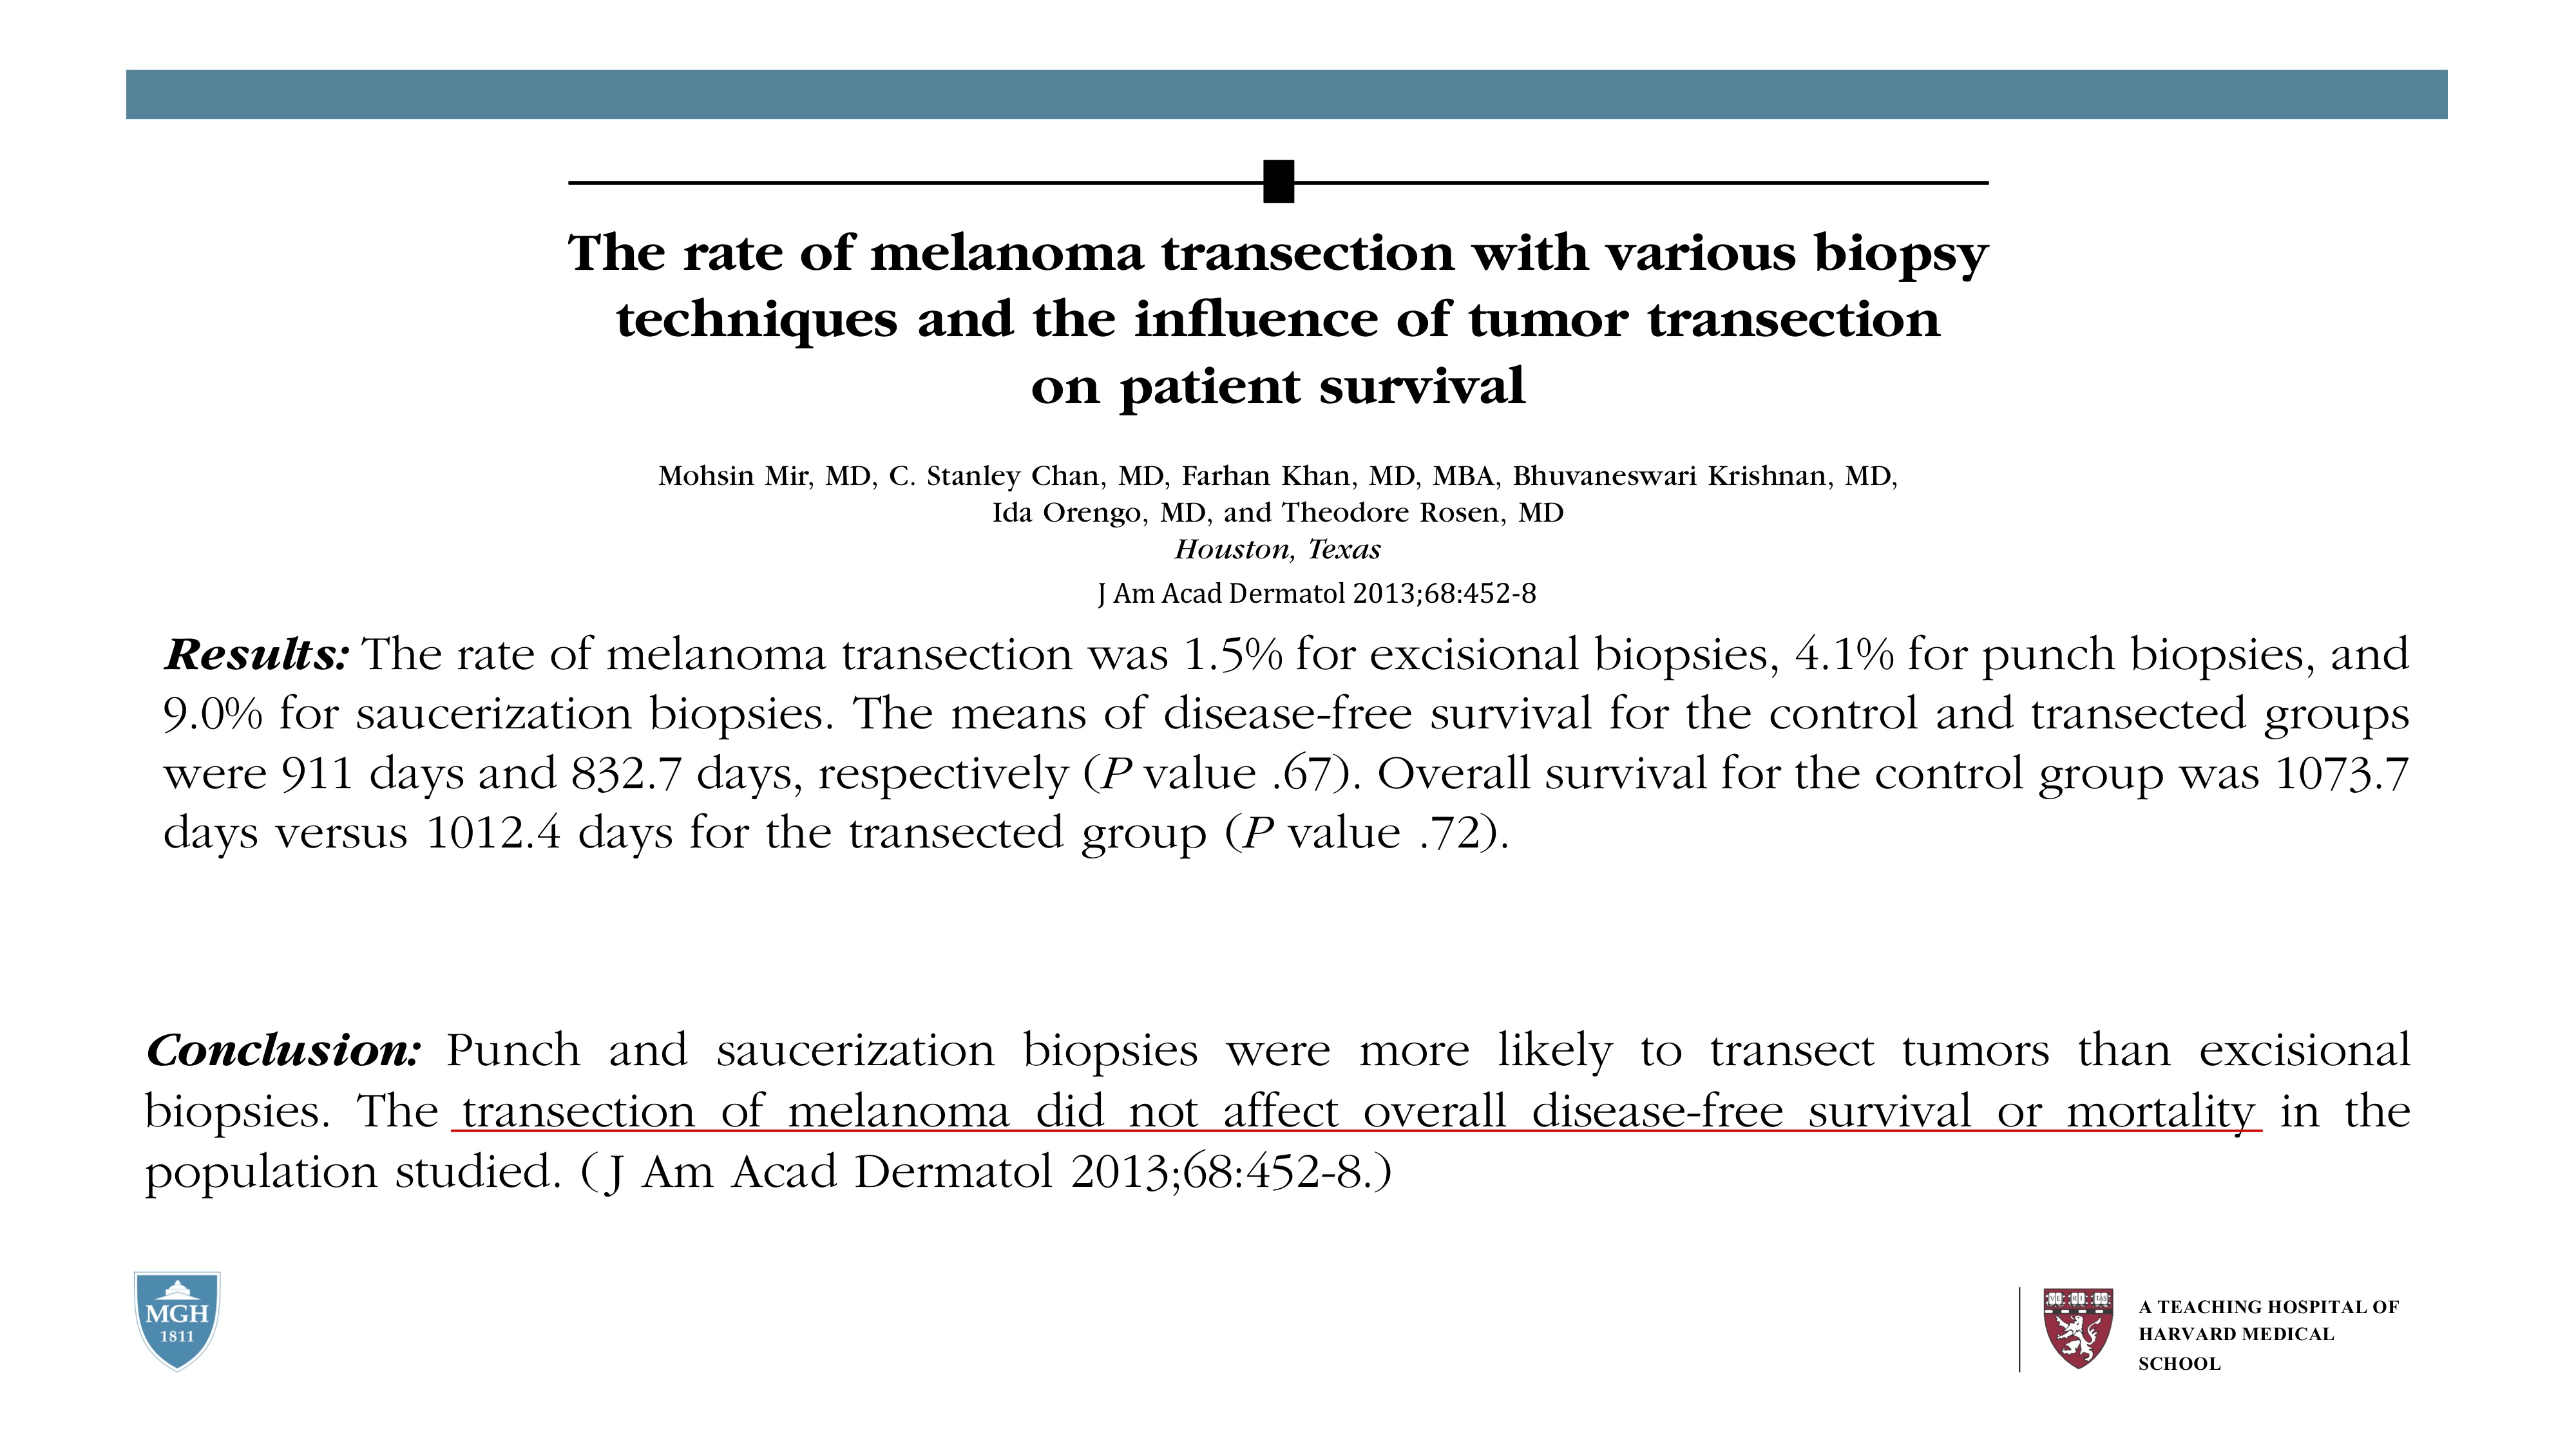 The rate of melanoma transection with various biopsy
techniques and the influence of tumor transection
on patient survival
Mohsin Mir, MD, C. Stanley Chan, MD, Farhan Khan, MD, MBA, Bhuvaneswari Krishnan, MD,
Ida Orengo, MD, and Theodore Rosen, MD
Houston, Texas
J Am Acad Dermatol 2013;68:452-8
Results: The rate of melanoma transection was 1.5% for excisional biopsies, 4.1% for punch biopsies, and
9.0% for saucerization biopsies. The means of disease-free survival for the control and transected groups
were 911 days and 832.7 days, respectively (P value .67). Overall survival for the control group was 1073.7
days versus 1012.4 days for the transected group (P value .72).
Conclusion: Punch and saucerization biopsies were more likely to transect tumors than excisional
biopsies. The transection of melanoma did not affect overall disease-free survival or mortality in the
population studied. ( J Am Acad Dermatol 2013;68:452-8.)
MGH
1811
VE RI TAS
A TEACHING HOSPITAL OF
HARVARD MEDICAL
SCHOOL